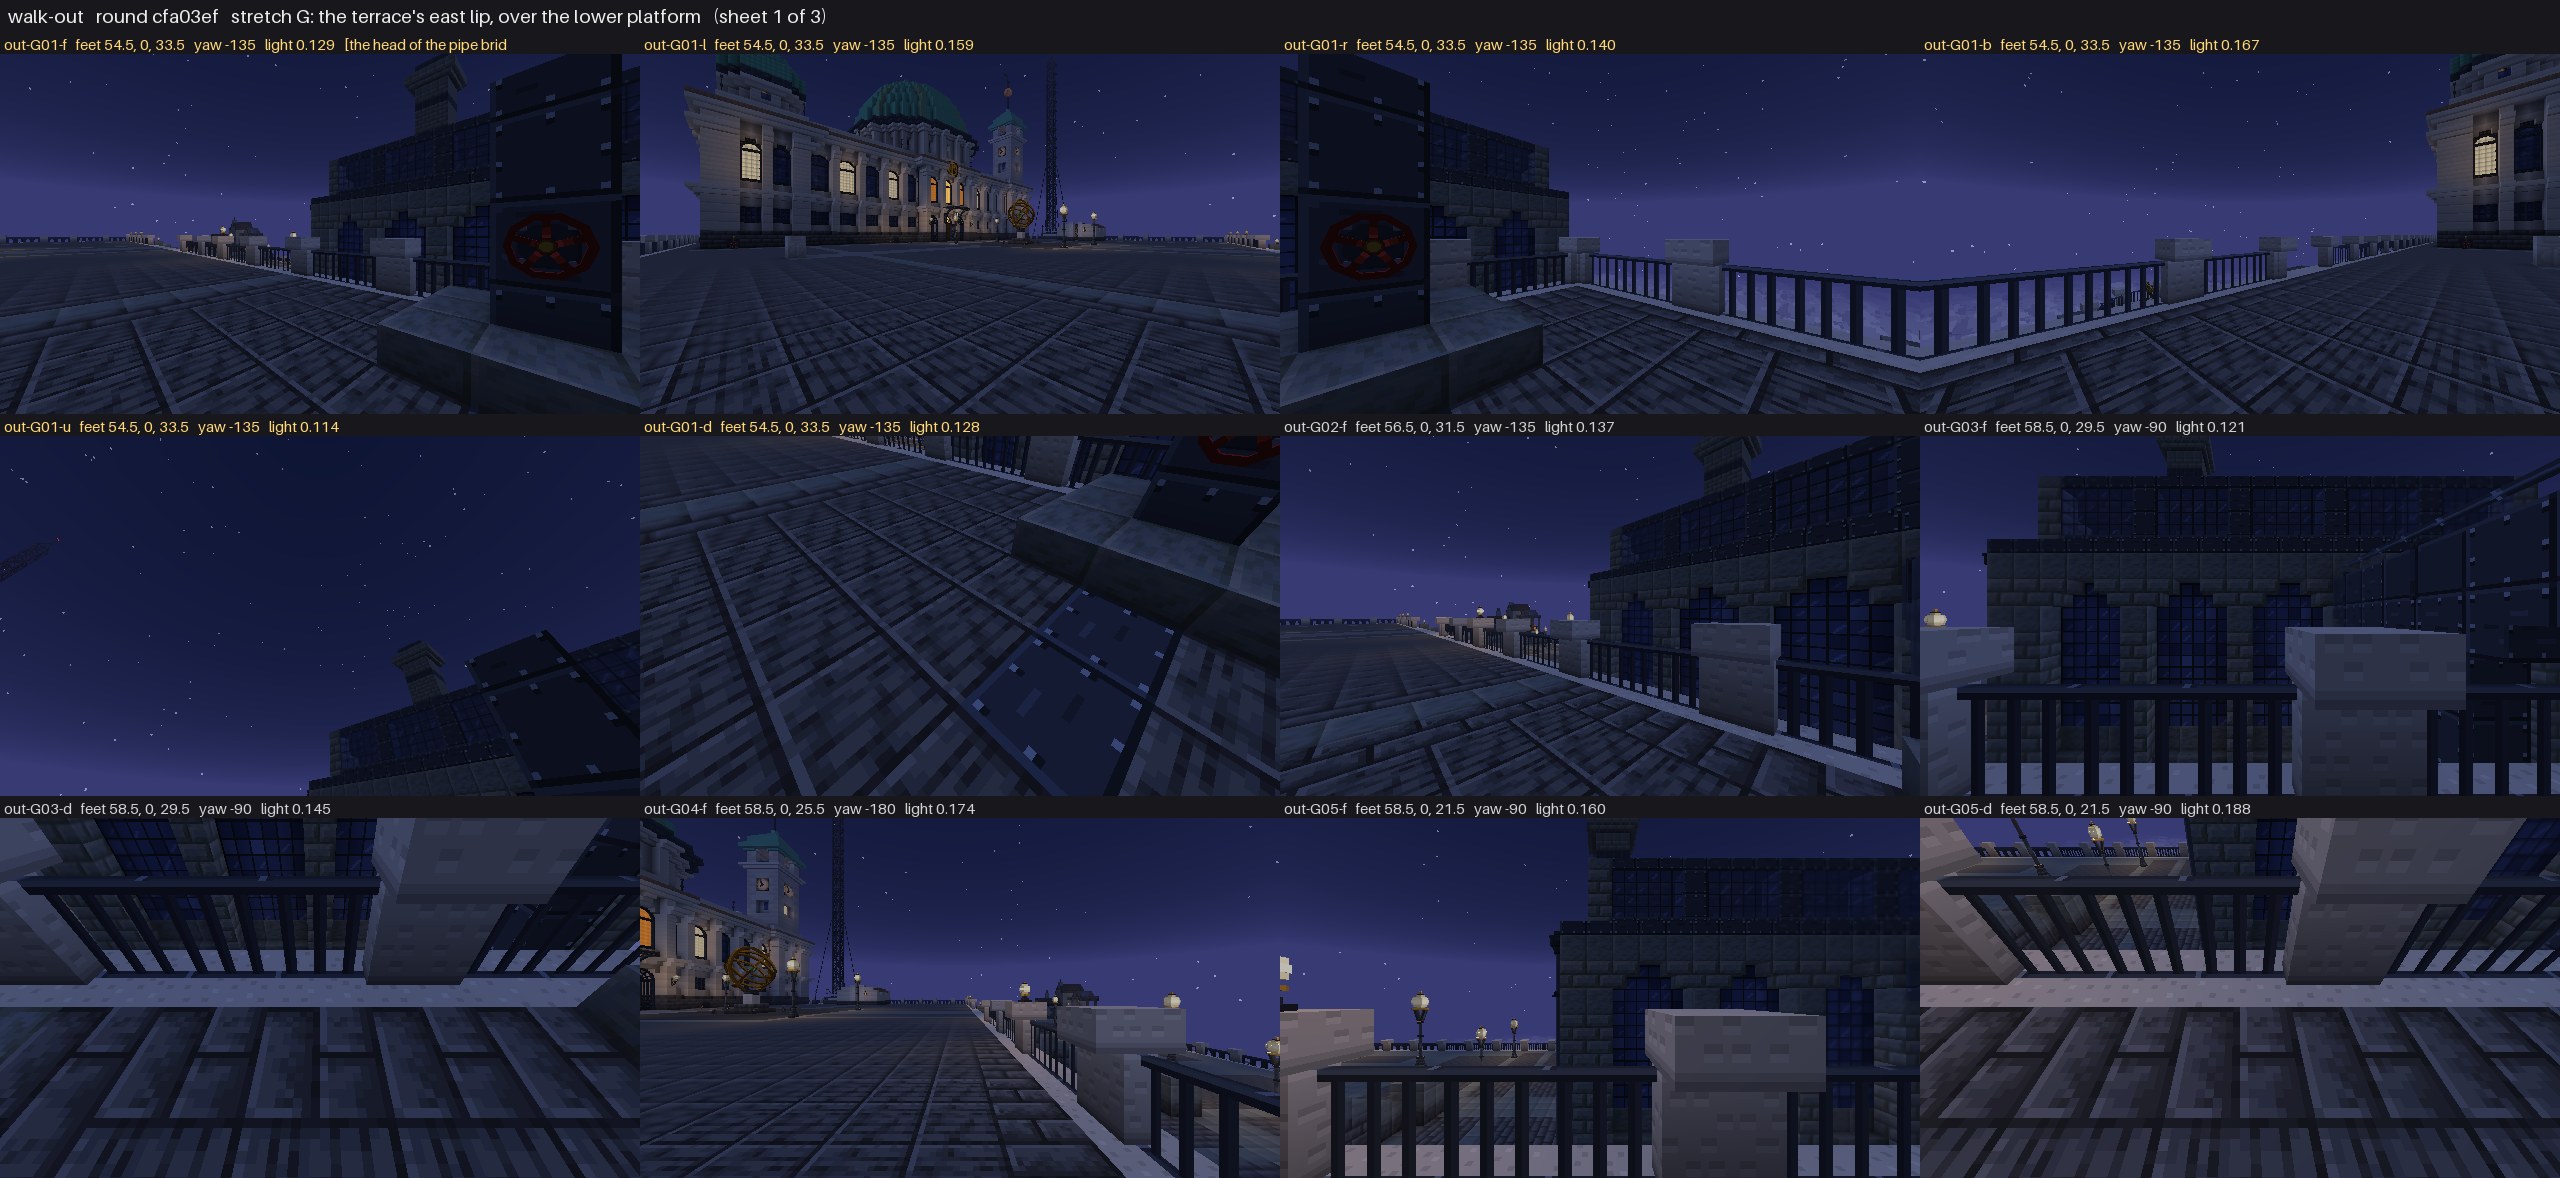 walk-out round cfa03ef stretch G: the terrace's east lip, over the lower platform (sheet 1 of 3)
out-G01-f feet 54.5, 0, 33.5 yaw -135 light 0.129 [the head of the pipe brid
out-G01-l feet 54.5, 0, 33.5 yaw -135 light 0.159
out-G01-r feet 54.5, 0, 33.5 yaw -135 light 0.140
out-G01-b feet 54.5, 0, 33.5 yaw -135 light 0.167
out-G01-u feet 54.5, 0, 33.5 yaw -135 light 0.114
out-G01-d feet 54.5, 0, 33.5 yaw -135 light 0.128
out-G02-f feet 56.5, 0, 31.5 yaw -135 light 0.137
out-G03-f feet 58.5, 0, 29.5 yaw -90 light 0.121
out-G03-d feet 58.5, 0, 29.5 yaw -90 light 0.145
out-G04-f feet 58.5, 0, 25.5 yaw -180 light 0.174
out-G05-f feet 58.5, 0, 21.5 yaw -90 light 0.160
out-G05-d feet 58.5, 0, 21.5 yaw -90 light 0.188